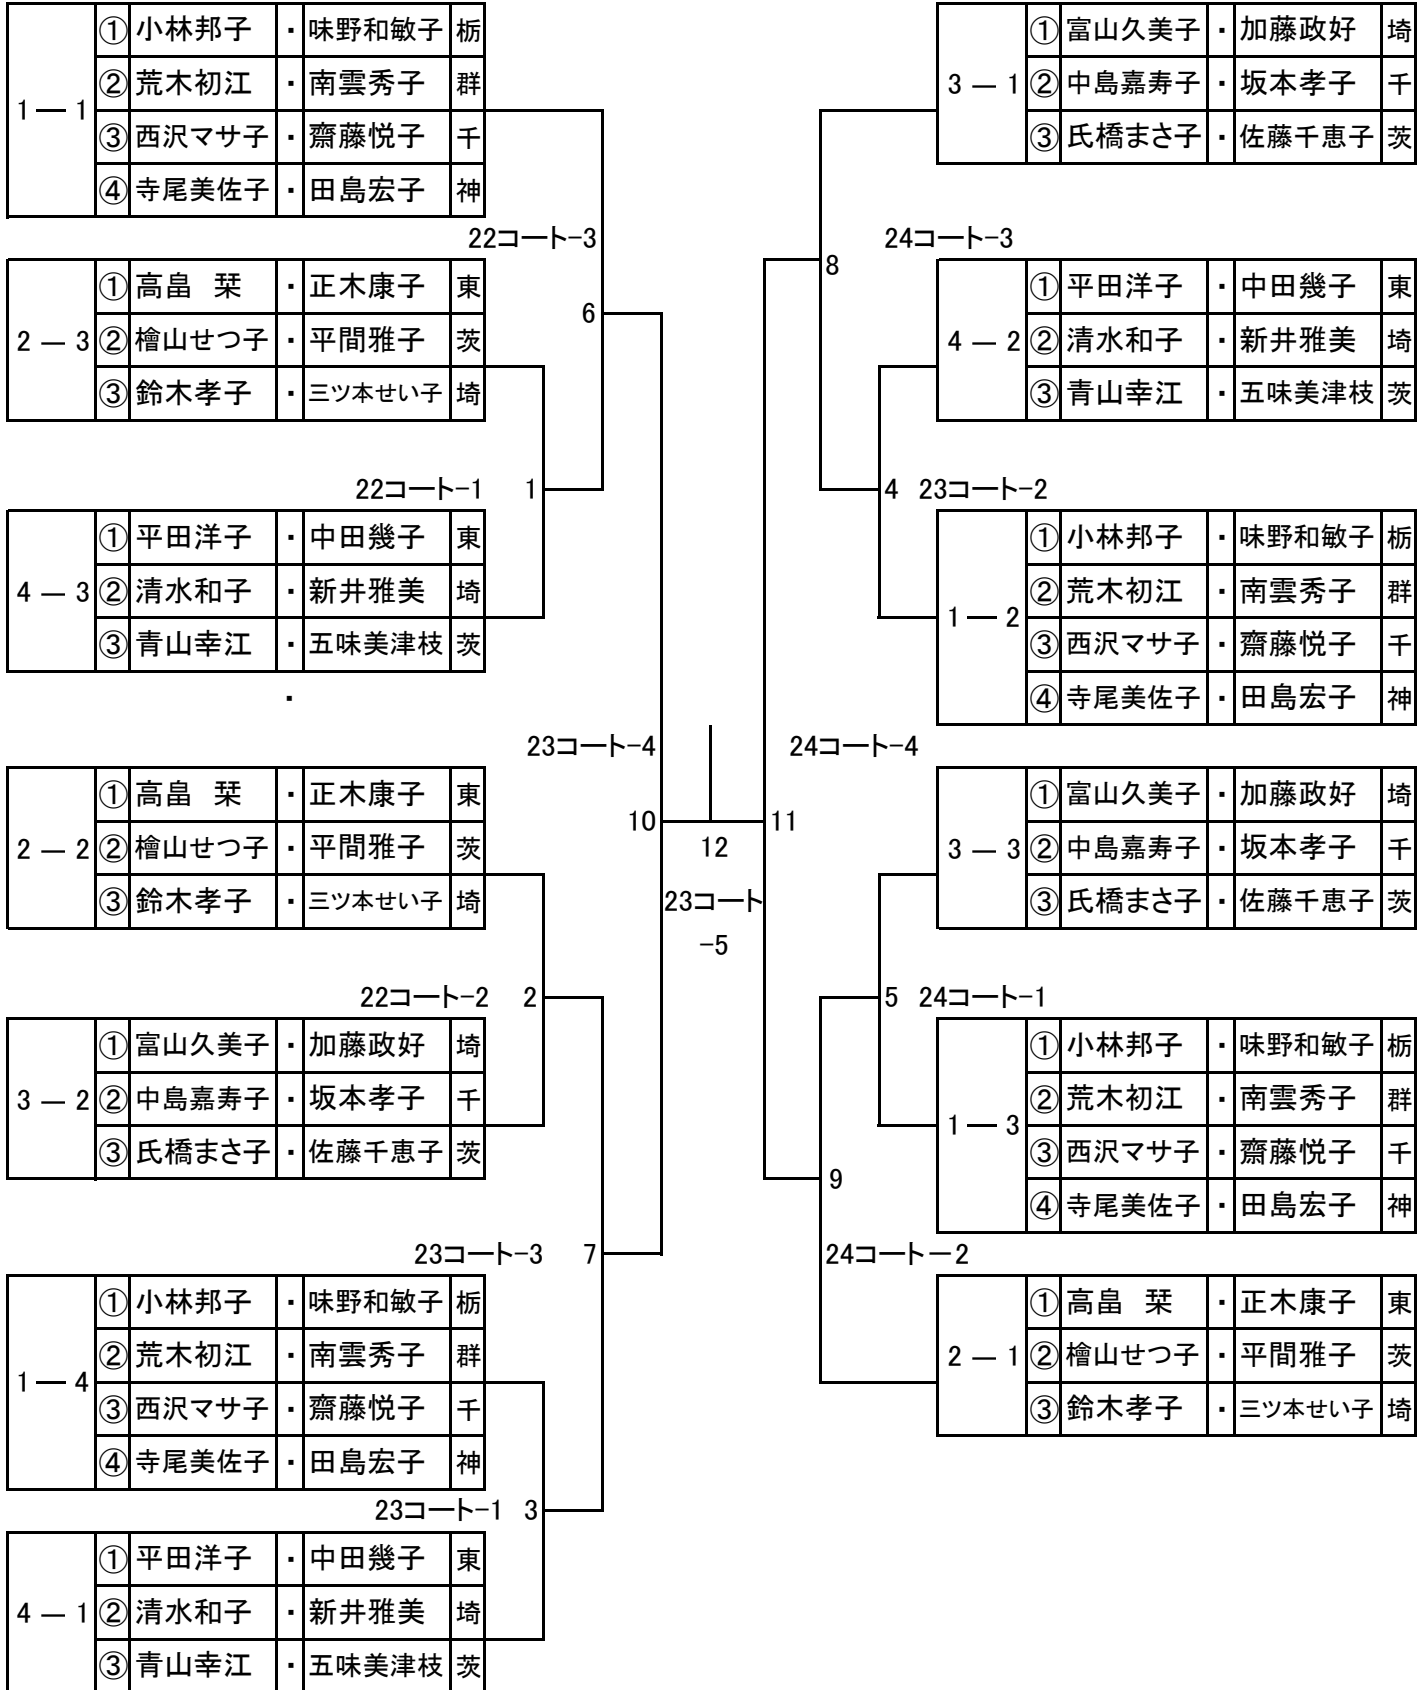 1 ― 1
① 小林邦子 ・ 味野和敏子 栃
② 荒木初江 ・ 南雲秀子 群
③ 西沢マサ子 ・ 齋藤悦子 千
④ 寺尾美佐子 ・ 田島宏子 神
22コート-3
6
2 ― 3
① 高畠 栞 ・ 正木康子 東
② 檜山せつ子 ・ 平間雅子 茨
③ 鈴木孝子 ・ 三ツ本せい子 埼
22コート-1 1
4 ― 3
① 平田洋子 ・ 中田幾子 東
② 清水和子 ・ 新井雅美 埼
③ 青山幸江 ・ 五味美津枝 茨
・
23コート-4
10
2 ― 2
① 高畠 栞 ・ 正木康子 東
② 檜山せつ子 ・ 平間雅子 茨
③ 鈴木孝子 ・ 三ツ本せい子 埼
22コート-2 2
3 ― 2
① 富山久美子 ・ 加藤政好 埼
② 中島嘉寿子 ・ 坂本孝子 千
③ 氏橋まさ子 ・ 佐藤千恵子 茨
23コート-3 7
1 ― 4
① 小林邦子 ・ 味野和敏子 栃
② 荒木初江 ・ 南雲秀子 群
③ 西沢マサ子 ・ 齋藤悦子 千
④ 寺尾美佐子 ・ 田島宏子 神
23コート-1 3
4 ― 1
① 平田洋子 ・ 中田幾子 東
② 清水和子 ・ 新井雅美 埼
③ 青山幸江 ・ 五味美津枝 茨
12
23コート
-5
3 ― 1
① 富山久美子 ・ 加藤政好 埼
② 中島嘉寿子 ・ 坂本孝子 千
③ 氏橋まさ子 ・ 佐藤千恵子 茨
24コート-3
8
4 ― 2
① 平田洋子 ・ 中田幾子 東
② 清水和子 ・ 新井雅美 埼
③ 青山幸江 ・ 五味美津枝 茨
4 23コート-2
1 ― 2
① 小林邦子 ・ 味野和敏子 栃
② 荒木初江 ・ 南雲秀子 群
③ 西沢マサ子 ・ 齋藤悦子 千
④ 寺尾美佐子 ・ 田島宏子 神
24コート-4
11
3 ― 3
① 富山久美子 ・ 加藤政好 埼
② 中島嘉寿子 ・ 坂本孝子 千
③ 氏橋まさ子 ・ 佐藤千恵子 茨
5 24コート-1
1 ― 3
① 小林邦子 ・ 味野和敏子 栃
② 荒木初江 ・ 南雲秀子 群
③ 西沢マサ子 ・ 齋藤悦子 千
④ 寺尾美佐子 ・ 田島宏子 神
9
24コート－2
2 ― 1
① 高畠 栞 ・ 正木康子 東
② 檜山せつ子 ・ 平間雅子 茨
③ 鈴木孝子 ・ 三ツ本せい子 埼